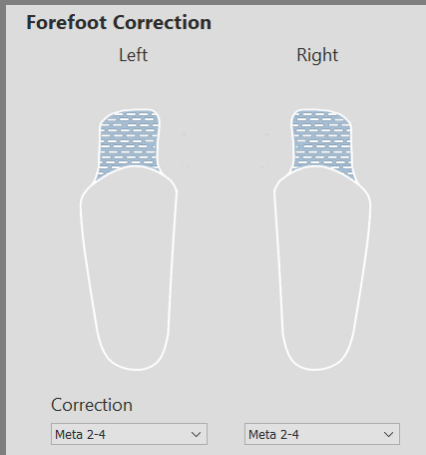 Forefoot Correction
Left Right
Correction
Meta 2-4 Meta 2-4